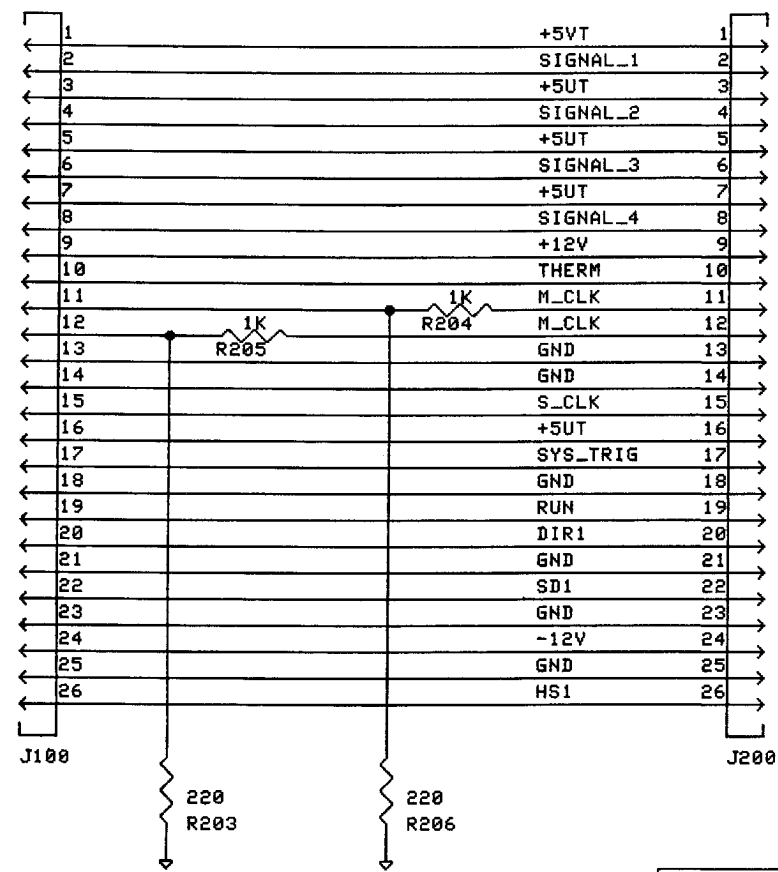 1 +5VT 1
2 SIGNAL_1 2
3 +5UT 3
4 SIGNAL_2 4
5 +5UT 5
6 SIGNAL_3 6
7 +5UT 7
8 SIGNAL_4 8
9 +12V 9
10 THERM 10
11 1K M_CLK 11
R204
12 1K M_CLK 12
R205
13 GND 13
14 GND 14
15 S_CLK 15
16 +5UT 16
17 SYS_TRIG 17
18 GND 18
19 RUN 19
20 DIR1 20
21 GND 21
22 SD1 22
23 GND 23
24 -12V 24
25 GND 25
26 HS1 26
J100 J200
220 220
R203 R206